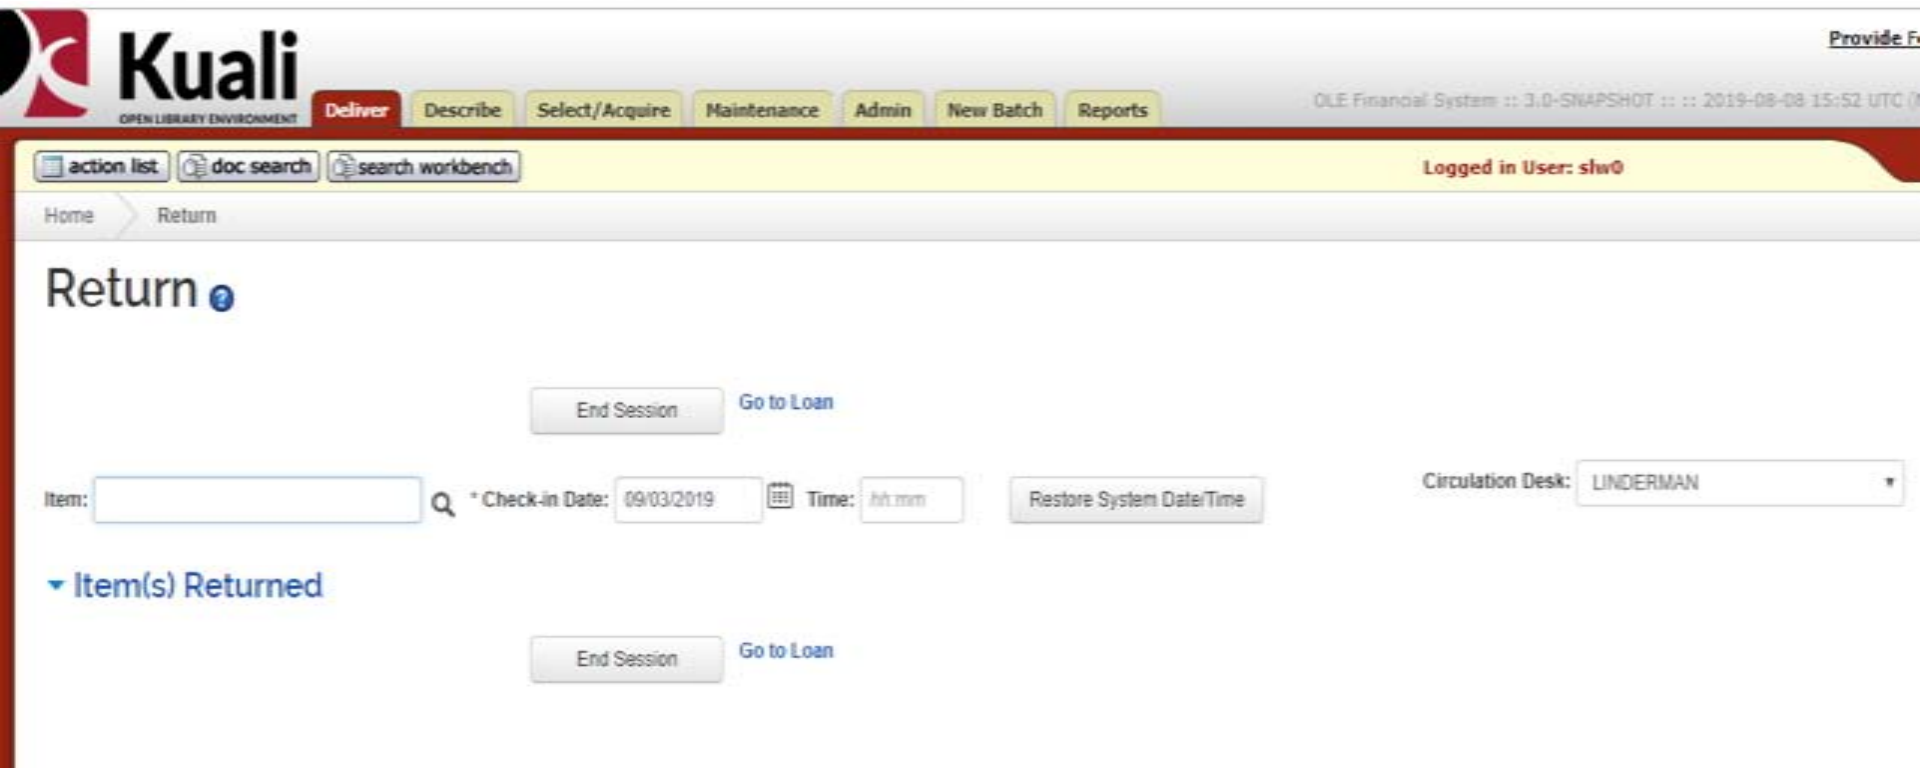 Kuali
OPEN LIBRARY ENVIRONMENT
Provide
Deliver Describe Select/Acquire Maintenance Admin New Batch Reports
OLE Financial System :: 3.0-SNAPSHOT :: :: 2019-08-08 15:52 UTC
action list doc search search workbench
Logged in User: slw0
Home Return
Return ?
End Session Go to Loan
Item: * Check-in Date: 09/03/2019 Time: hh:mm Restore System Date/Time Circulation Desk: LINDERMAN
Item(s) Returned
End Session Go to Loan